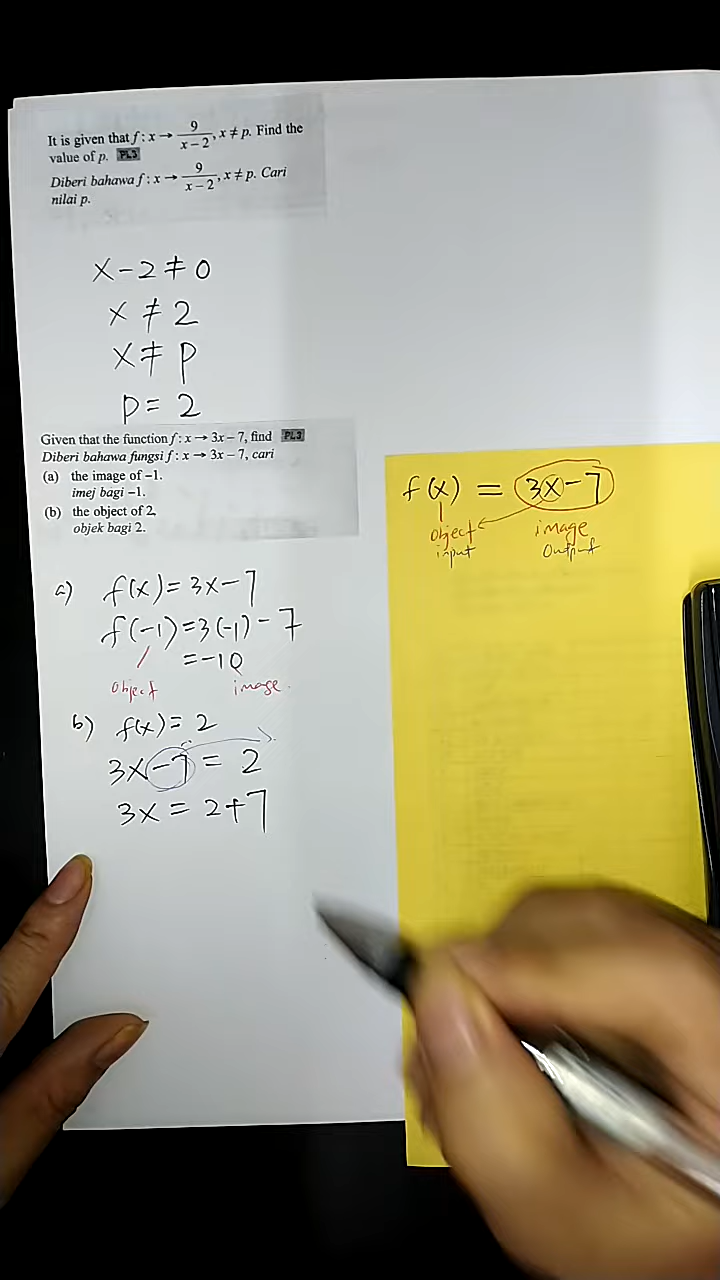 It is given that f : x → 9/(x – 2), x ≠ p. Find the
value of p. PL3
Diberi bahawa f : x → 9/(x – 2), x ≠ p. Cari
nilai p.
x – 2 ≠ 0
x ≠ 2
x ≠ p
p = 2
Given that the function f : x → 3x – 7, find PL3
Diberi bahawa fungsi f : x → 3x – 7, cari
(a) the image of –1.
imej bagi –1.
(b) the object of 2,
objek bagi 2.
a) f(x) = 3x – 7
f(–1) = 3(–1) – 7
= –10
object image.
b) f(x) = 2
3x – 7 = 2
3x = 2 + 7
f(x) = 3x – 7
object image
input output